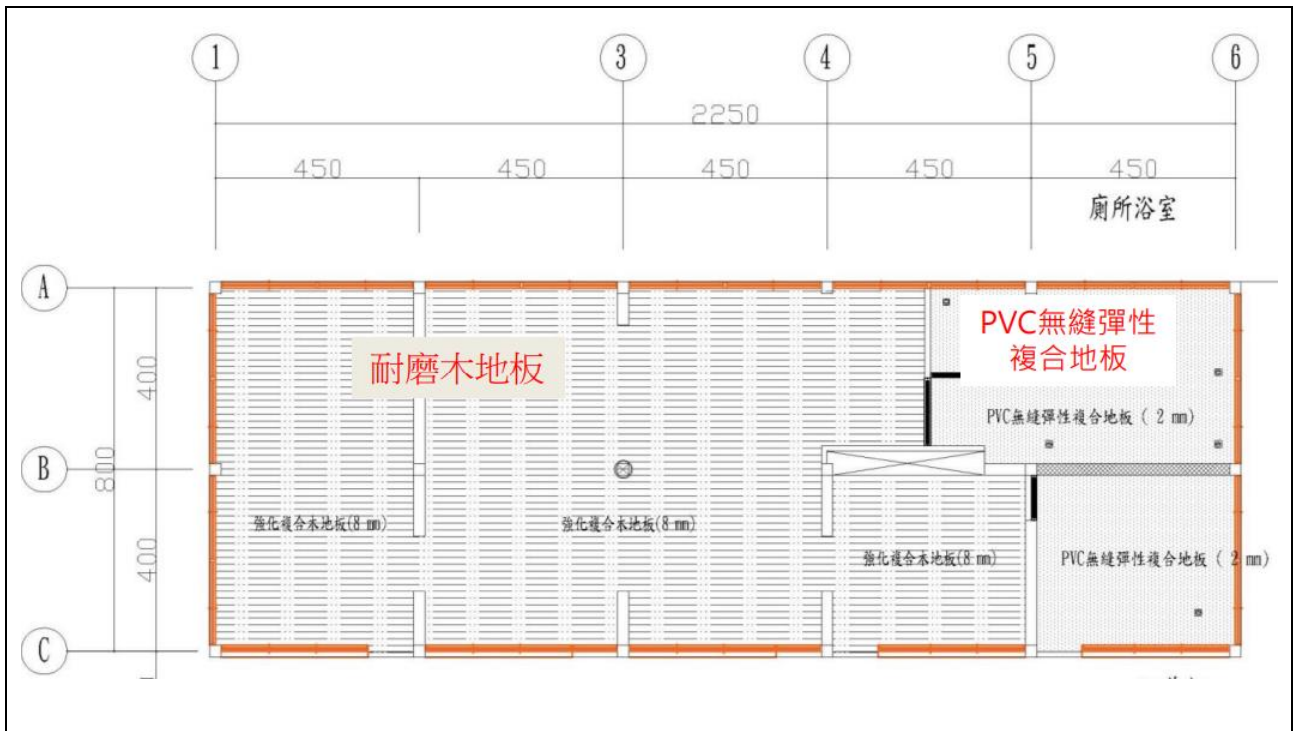 1
3
4
5
6
2250
450
450
450
450
450
廁所浴室
A
B
C
400
800
400
耐磨木地板
PVC無縫彈性
複合地板
PVC無縫彈性複合地板 ( 2 mm)
強化複合木地板(8 mm)
強化複合木地板(8 mm)
強化複合木地板(8 mm)
PVC無縫彈性複合地板 ( 2 mm)